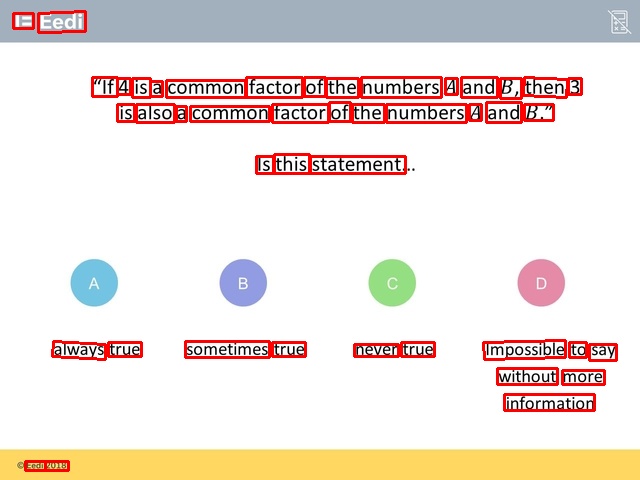 Eedi
“If 4 is a common factor of the numbers A and B, then 3
is also a common factor of the numbers A and B.”
Is this statement...
A
B
C
D
always true
sometimes true
never true
Impossible to say
without more
information
© Eedi 2018